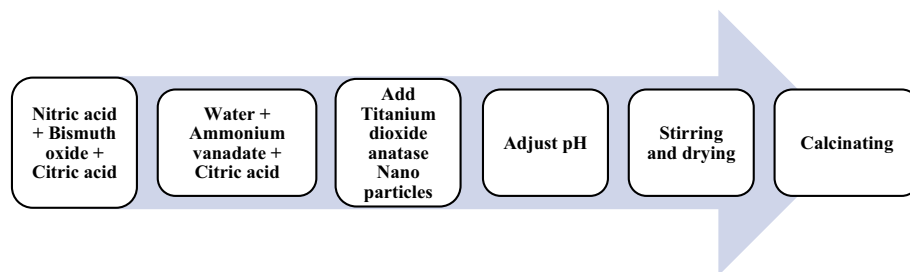 Nitric acid
+ Bismuth
oxide +
Citric acid
Water +
Ammonium
vanadate +
Citric acid
Add
Titanium
dioxide
anatase
Nano
particles
Adjust pH
Stirring
and drying
Calcinating